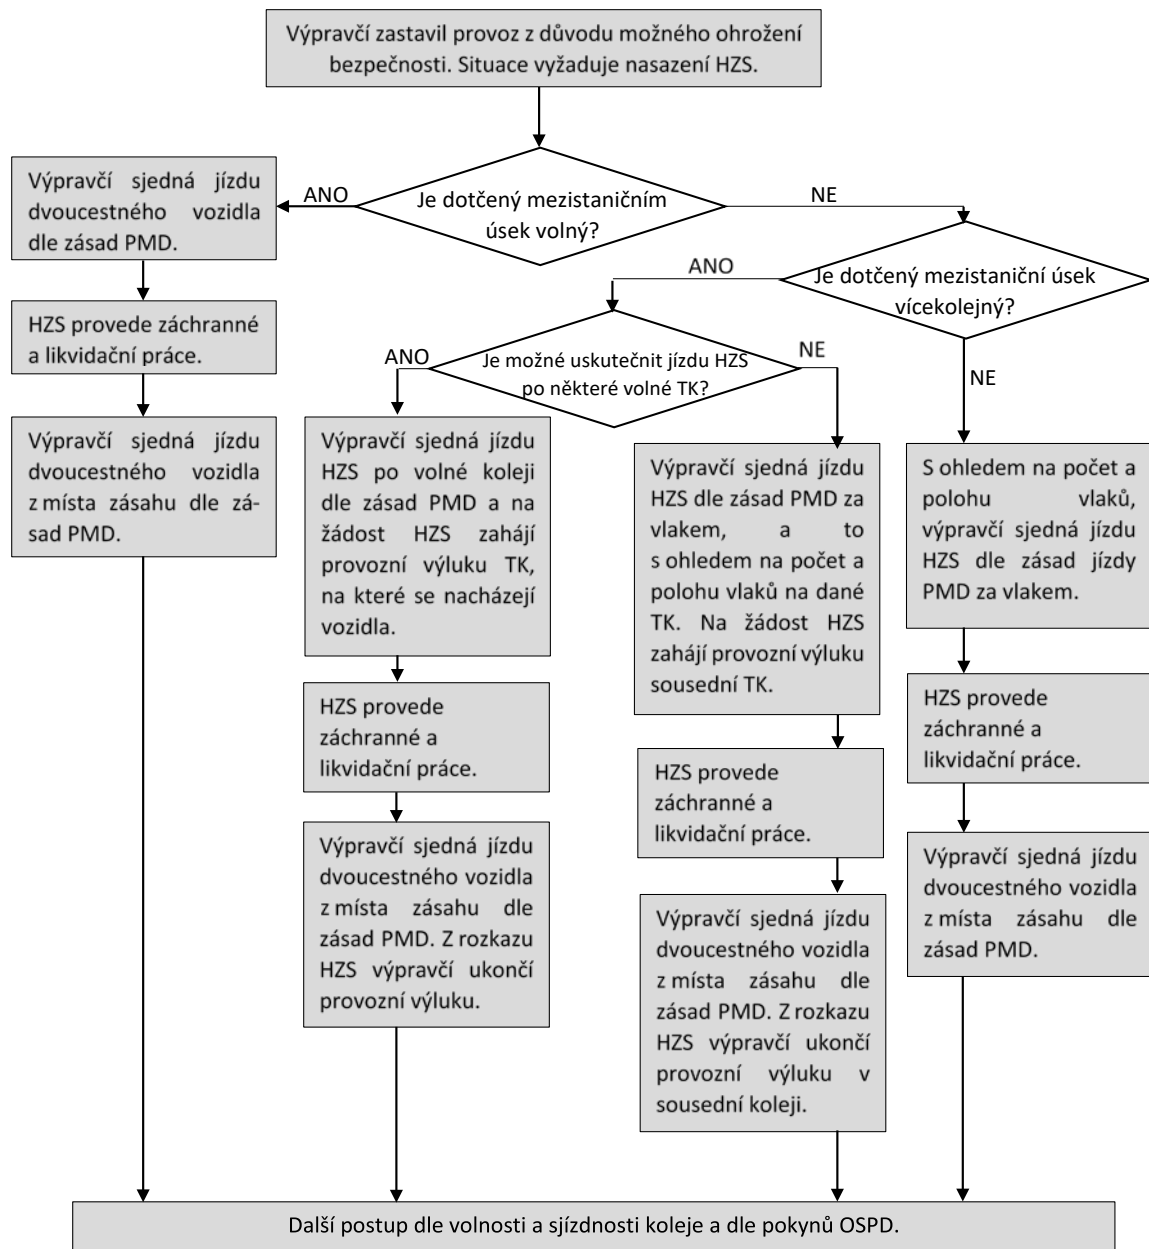 Výpravčí zastavil provoz z důvodu možného ohrožení
bezpečnosti. Situace vyžaduje nasazení HZS.
Je dotčený mezistaničním
úsek volný?
ANO
NE
Výpravčí sjedná jízdu
dvoucestného vozidla
dle zásad PMD.
HZS provede záchranné
a likvidační práce.
Výpravčí sjedná jízdu
dvoucestného vozidla
z místa zásahu dle zá-
sad PMD.
Je dotčený mezistaniční úsek
vícekolejný?
ANO
NE
Je možné uskutečnit jízdu HZS
po některé volné TK?
ANO
NE
Výpravčí sjedná jízdu
HZS po volné koleji
dle zásad PMD a na
žádost HZS zahájí
provozní výluku TK,
na které se nacházejí
vozidla.
HZS provede
záchranné a
likvidační práce.
Výpravčí sjedná jízdu
dvoucestného vozidla
z místa zásahu dle
zásad PMD. Z rozkazu
HZS výpravčí ukončí
provozní výluku.
Výpravčí sjedná jízdu
HZS dle zásad PMD za
vlakem, a to
s ohledem na počet a
polohu vlaků na dané
TK. Na žádost HZS
zahájí provozní výluku
sousední TK.
HZS provede
záchranné a
likvidační práce.
Výpravčí sjedná jízdu
dvoucestného vozidla
z místa zásahu dle
zásad PMD. Z rozkazu
HZS výpravčí ukončí
provozní výluku v
sousední koleji.
S ohledem na počet a
polohu vlaků,
výpravčí sjedná jízdu
HZS dle zásad jízdy
PMD za vlakem.
HZS provede
záchranné a
likvidační práce.
Výpravčí sjedná jízdu
dvoucestného vozidla
z místa zásahu dle
zásad PMD.
Další postup dle volnosti a sjízdnosti koleje a dle pokynů OSPD.